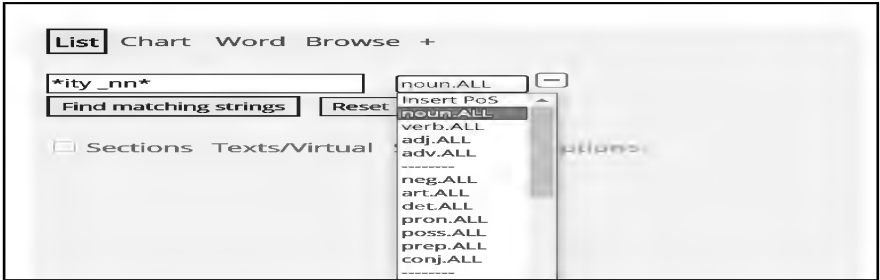 List Chart Word Browse +
*ity _nn* noun.ALL
Find matching strings Reset Insert PoS
noun.ALL
verb.ALL
Sections Texts/Virtual adj.ALL
adv.ALL
--------
neg.ALL
art.ALL
det.ALL
pron.ALL
poss.ALL
prep.ALL
conj.ALL
--------